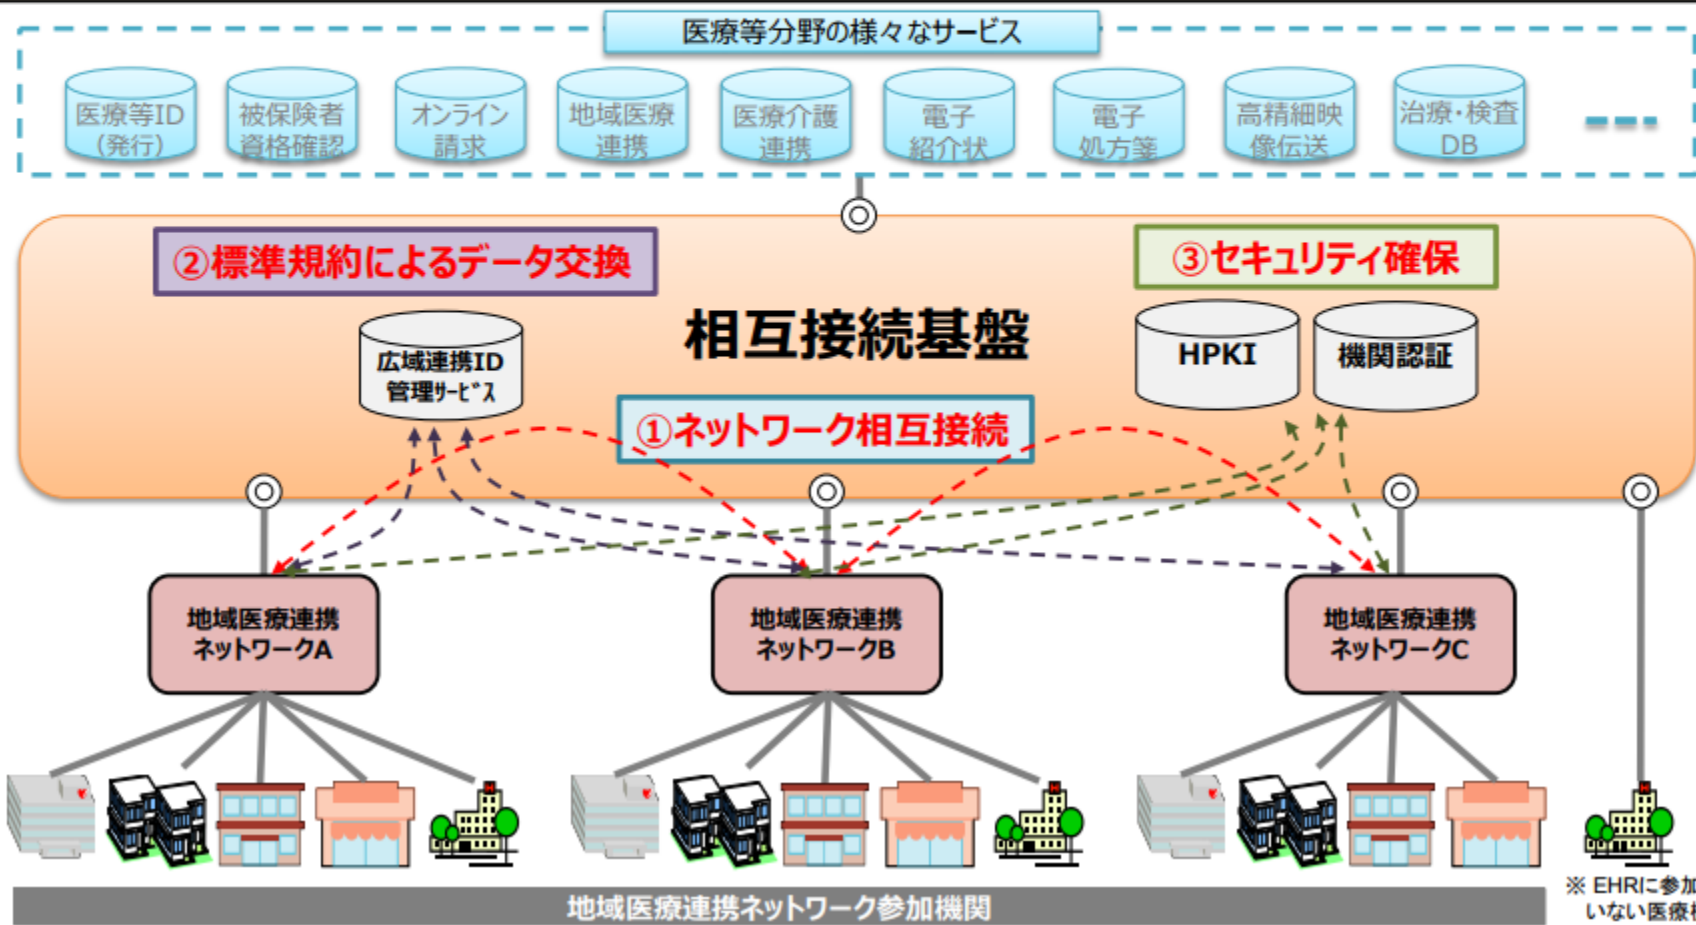 医療等分野の様々なサービス
医療等ID
(発行)
被保険者
資格確認
オンライン
請求
地域医療
連携
医療介護
連携
電子
紹介状
電子
処方箋
高精細映
像伝送
治療・検査
DB
②標準規約によるデータ交換
③セキュリティ確保
相互接続基盤
広域連携ID
管理ｻｰﾋﾞｽ
HPKI
機関認証
①ネットワーク相互接続
地域医療連携
ネットワークA
地域医療連携
ネットワークB
地域医療連携
ネットワークC
地域医療連携ネットワーク参加機関
※ EHRに参加
いない医療